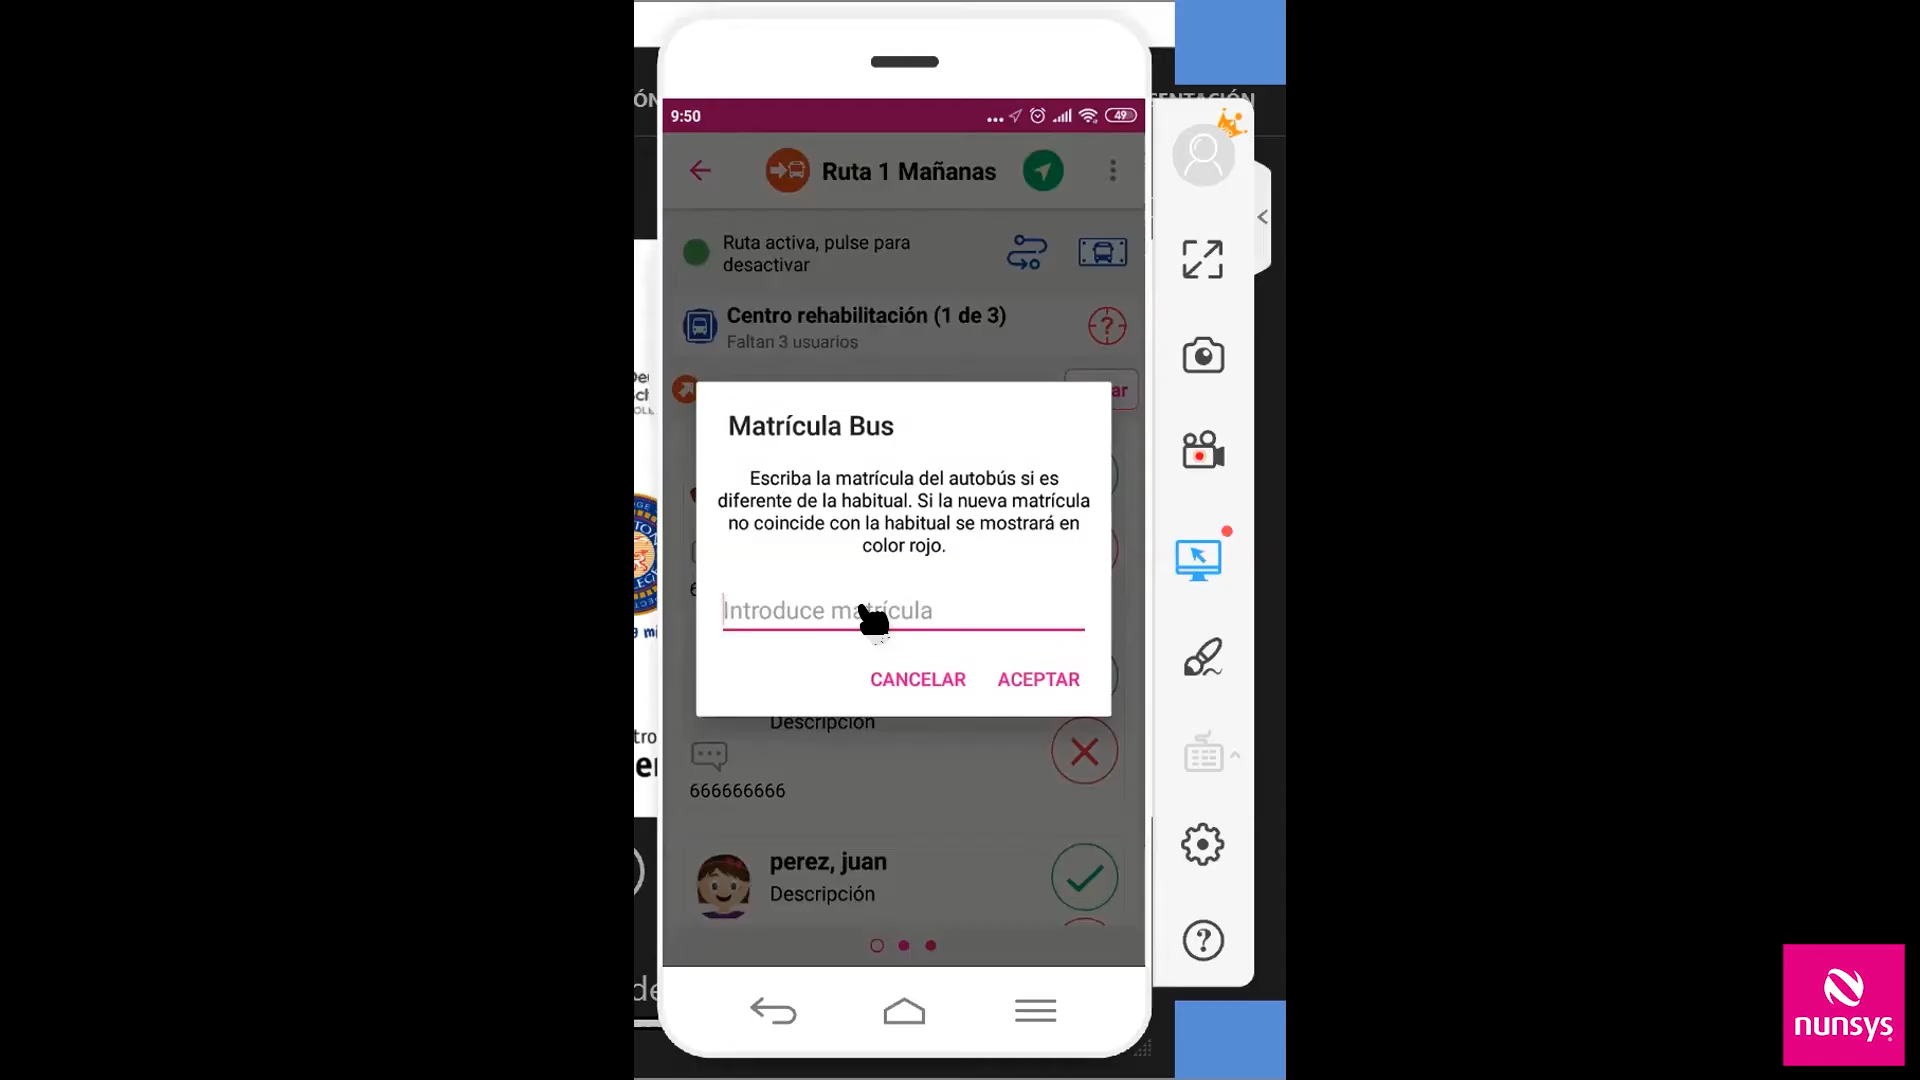 9:50
49
Ruta 1 Mañanas
Ruta activa, pulse para
desactivar
Centro rehabilitación (1 de 3)
Faltan 3 usuarios
ar
Matrícula Bus
Escriba la matrícula del autobús si es
diferente de la habitual. Si la nueva matrícula
no coincide con la habitual se mostrará en
color rojo.
Introduce matrícula
CANCELAR ACEPTAR
Descripción
666666666
perez, juan
Descripción
nunsys